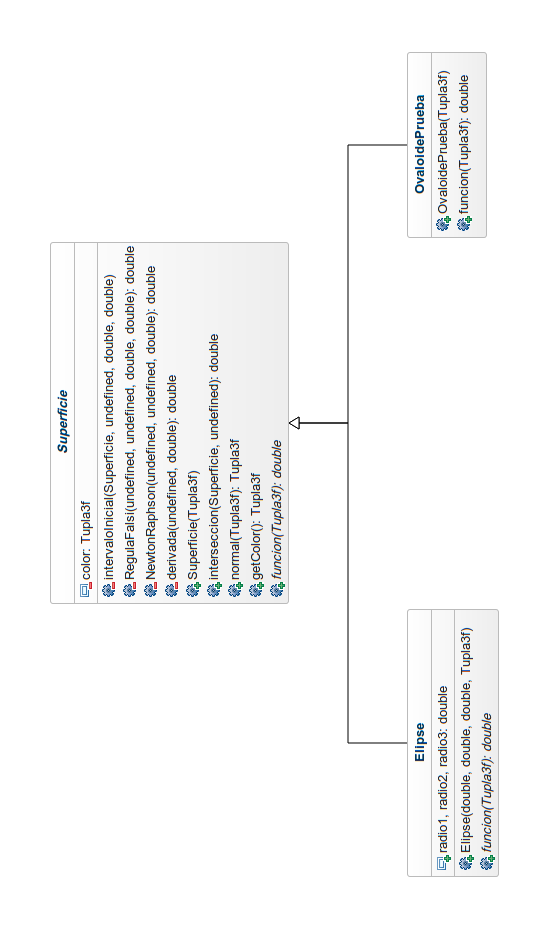 Superficie
color: Tupla3f
intervaloInicial(Superficie, undefined, double, double)
RegulaFalsi(undefined, undefined, double, double): double
NewtonRaphson(undefined, undefined, double): double
derivada(undefined, double): double
Superficie(Tupla3f)
interseccion(Superficie, undefined): double
normal(Tupla3f): Tupla3f
getColor(): Tupla3f
funcion(Tupla3f): double
Elipse
radio1, radio2, radio3: double
Elipse(double, double, double, Tupla3f)
funcion(Tupla3f): double
OvaloidePrueba
OvaloidePrueba(Tupla3f)
funcion(Tupla3f): double